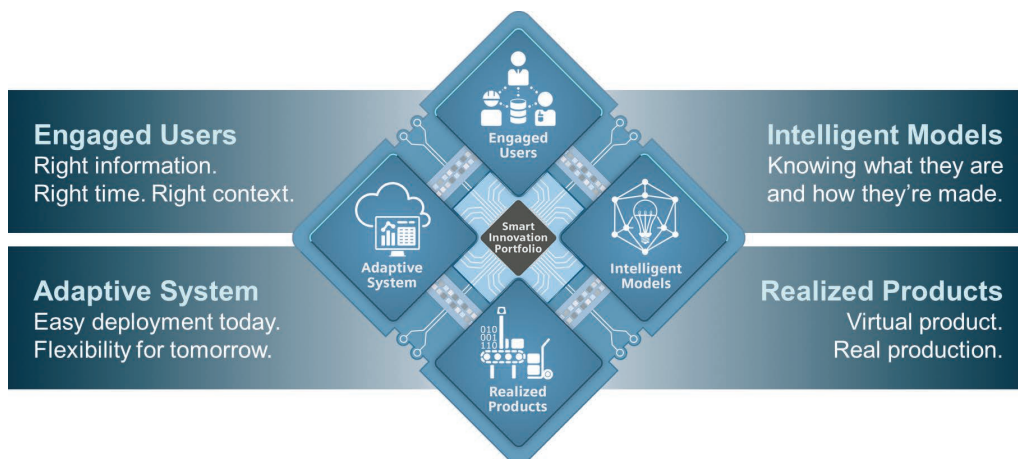 Engaged Users
Right information.
Right time. Right context.
Intelligent Models
Knowing what they are
and how they're made.
Adaptive System
Easy deployment today.
Flexibility for tomorrow.
Realized Products
Virtual product.
Real production.
Engaged
Users
Adaptive
System
Smart
Innovation
Portfolio
Intelligent
Models
010
001
110
Realized
Products